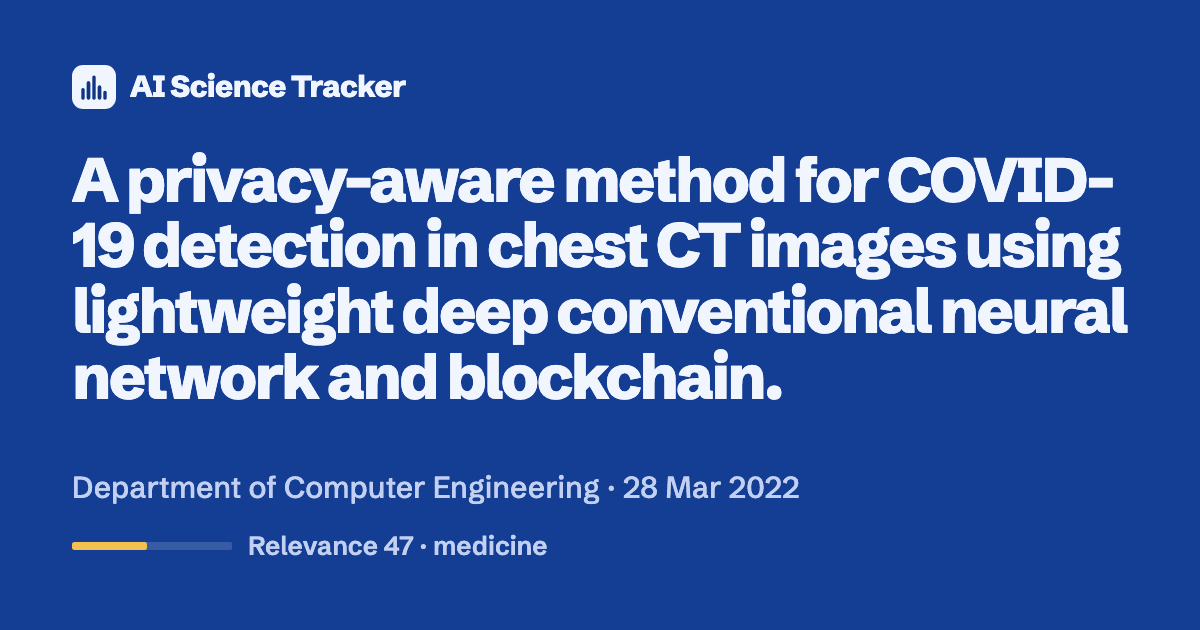 AI Science Tracker
A privacy-aware method for COVID-
19 detection in chest CT images using
lightweight deep conventional neural
network and blockchain.
Department of Computer Engineering · 28 Mar 2022
Relevance 47 · medicine